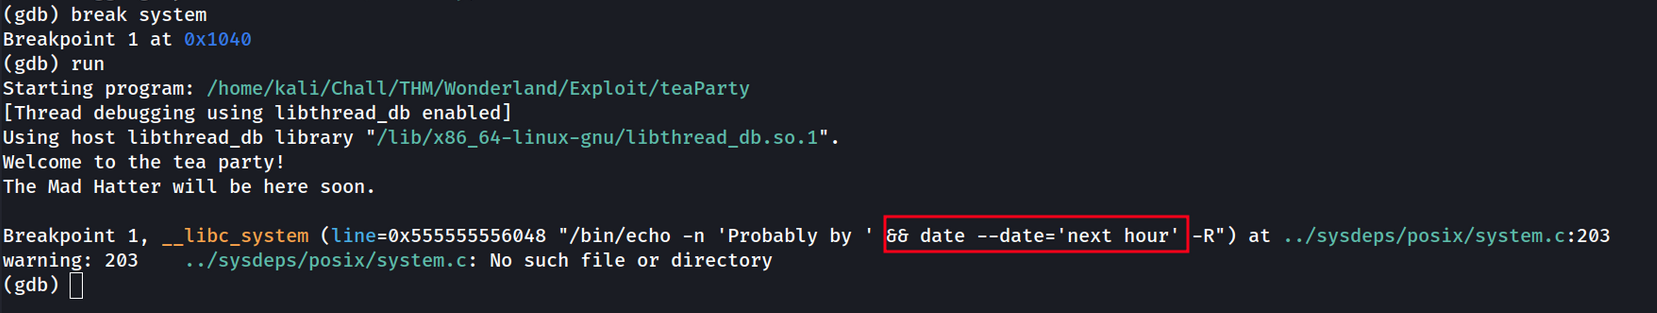 (gdb) break system
Breakpoint 1 at 0x1040
(gdb) run
Starting program: /home/kali/Chall/THM/Wonderland/Exploit/teaParty
[Thread debugging using libthread_db enabled]
Using host libthread_db library "/lib/x86_64-linux-gnu/libthread_db.so.1".
Welcome to the tea party!
The Mad Hatter will be here soon.
Breakpoint 1, __libc_system (line=0x555555556048 "/bin/echo -n 'Probably by ' && date --date='next hour' -R") at ../sysdeps/posix/system.c:203
warning: 203    ../sysdeps/posix/system.c: No such file or directory
(gdb)